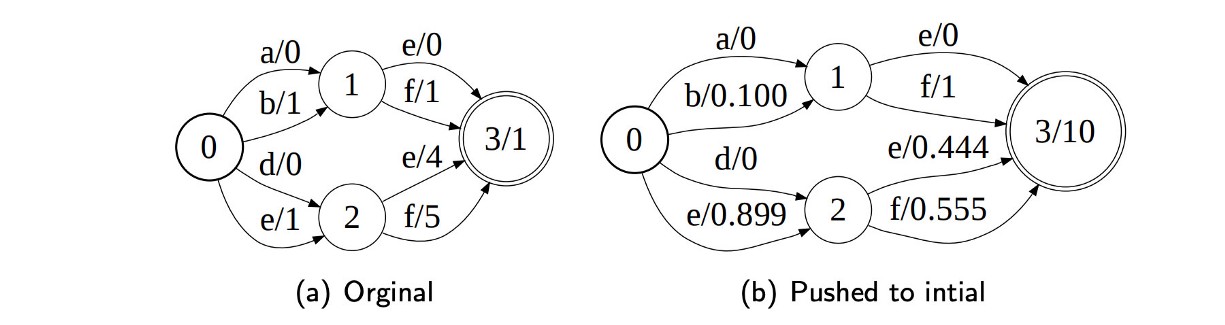 a/0
e/0
b/1
1
f/1
0
3/1
d/0
e/4
e/1
2
f/5
(a) Orginal
a/0
e/0
b/0.100
1
f/1
0
3/10
d/0
e/0.444
e/0.899
2
f/0.555
(b) Pushed to intial